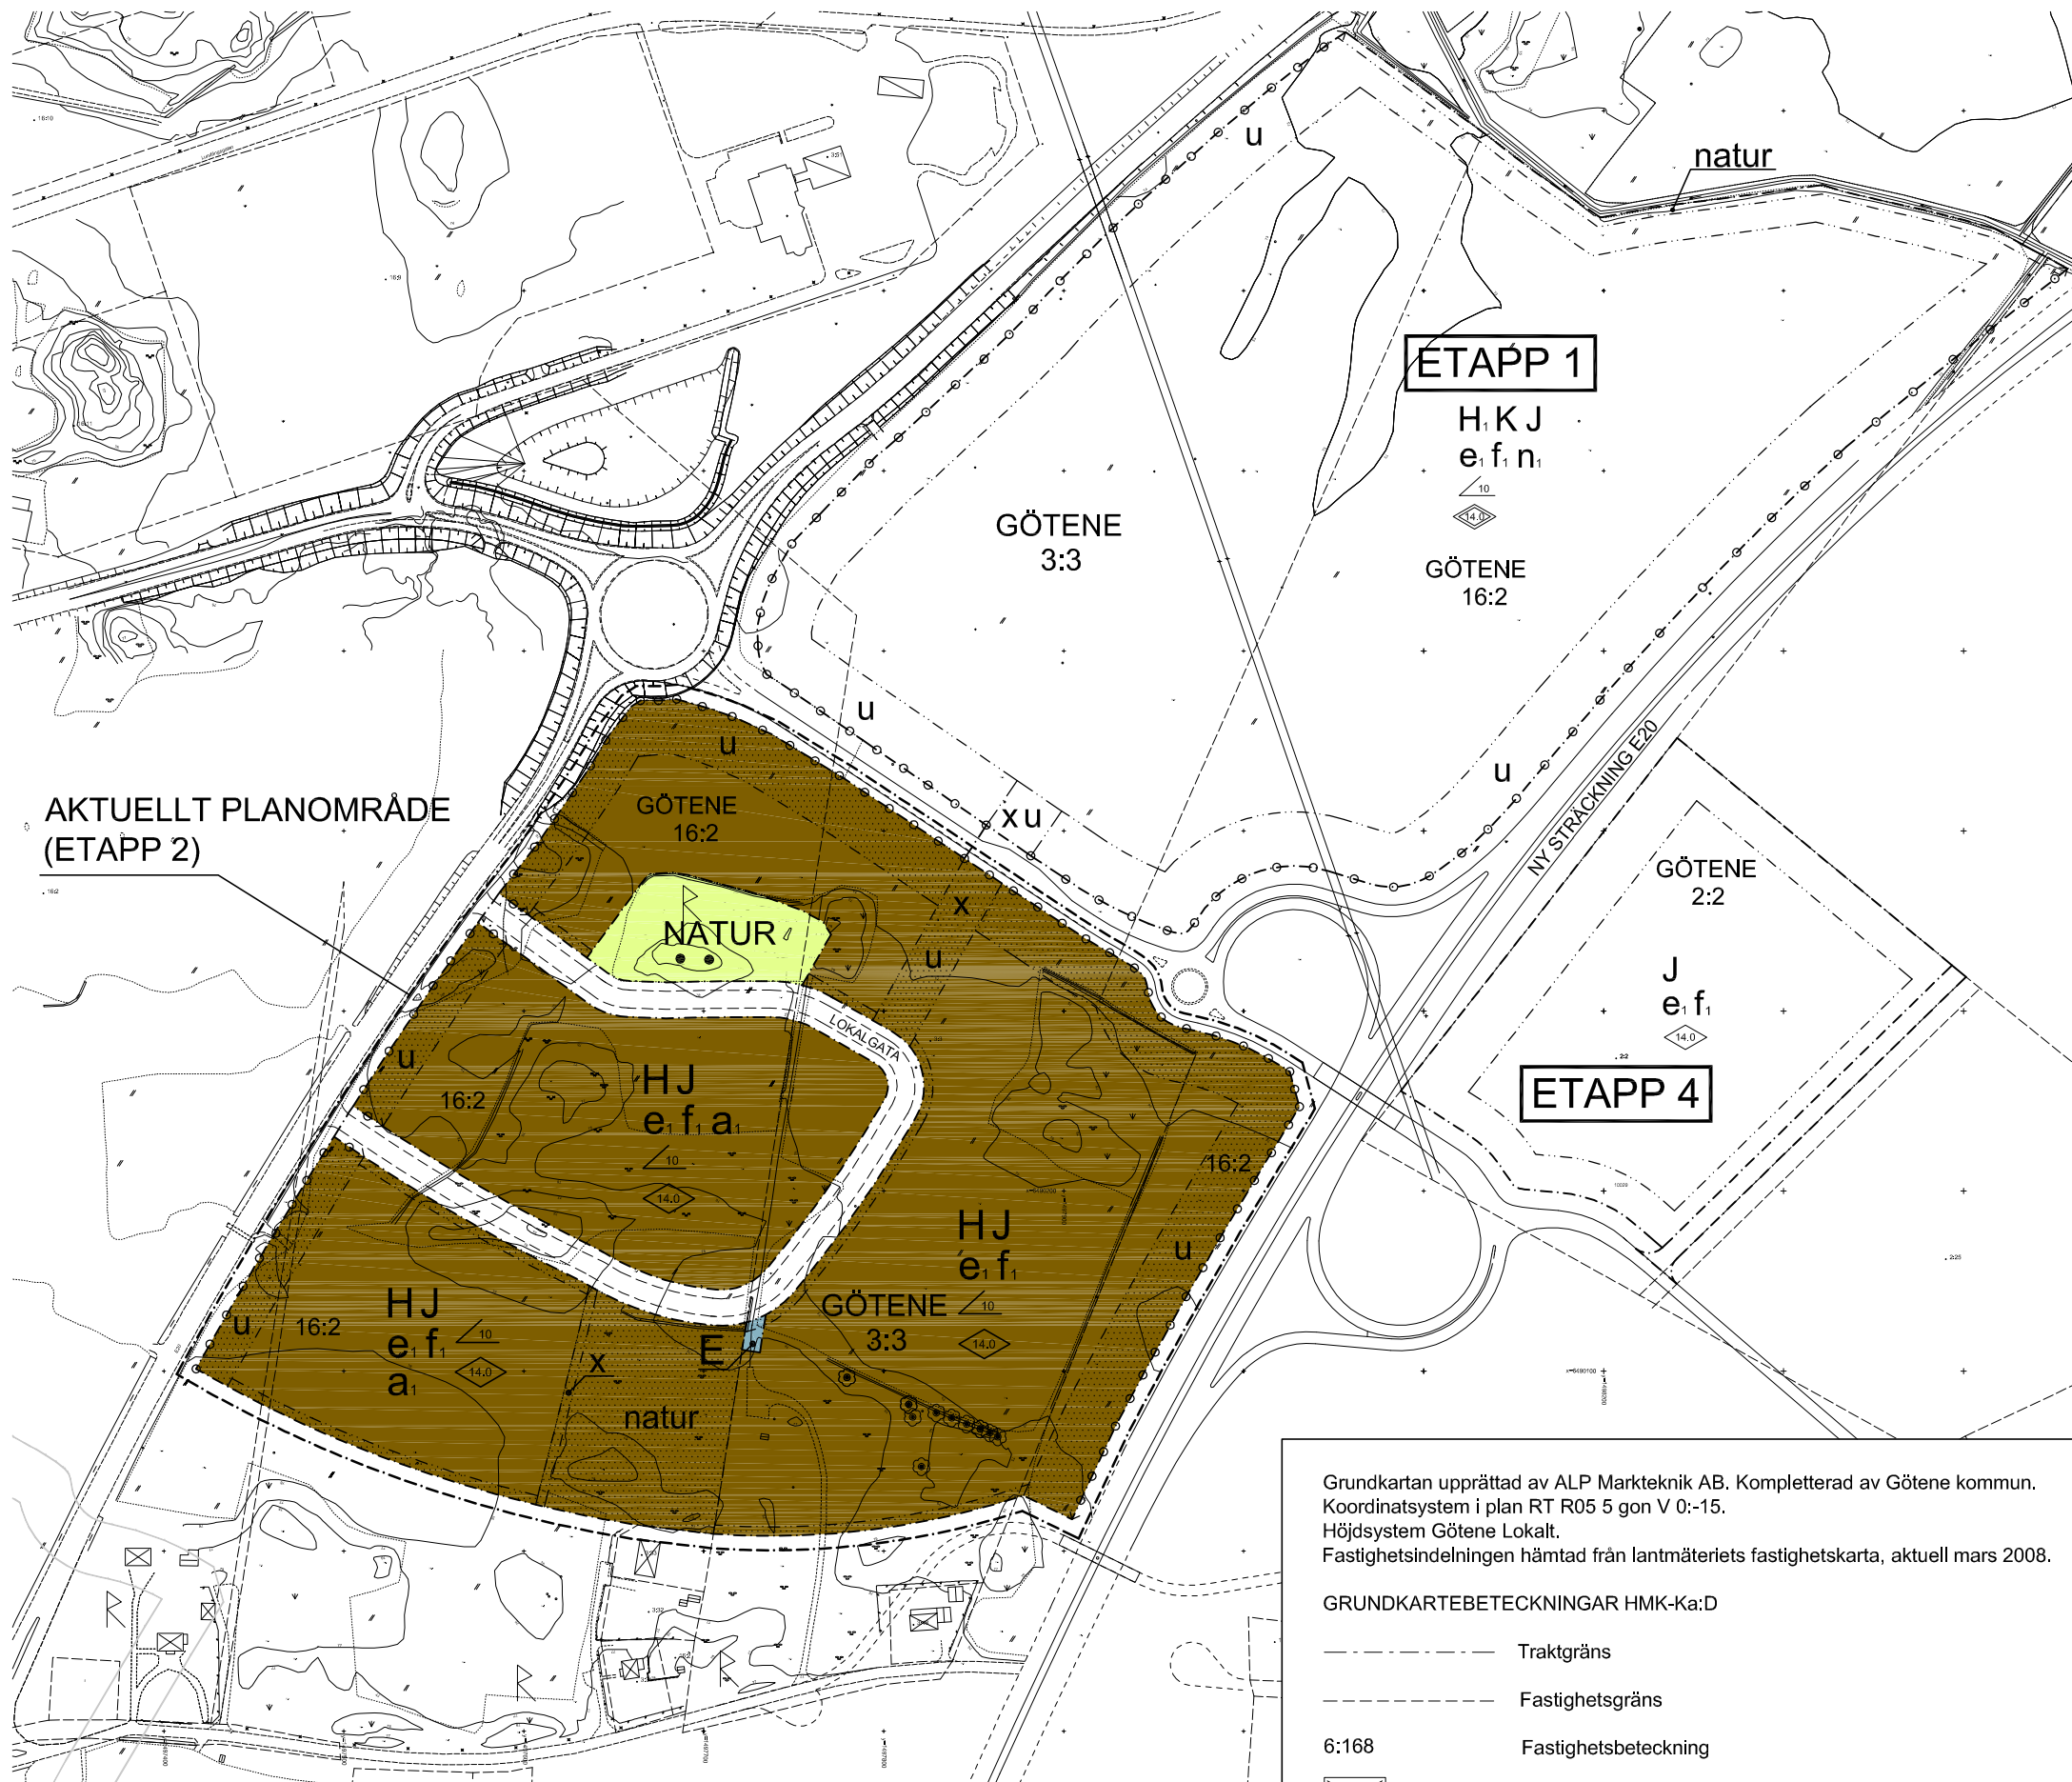 natur
u
ETAPP 1
H₁ K J
e₁ f₁ n₁
10
14.0
GÖTENE
3:3
GÖTENE
16:2
u
u
u
x u
NY STRÄCKNING E20
GÖTENE
2:2
J
e₁ f₁
14.0
ETAPP 4
AKTUELLT PLANOMRÅDE
(ETAPP 2)
GÖTENE
16:2
NATUR
x
u
LOKALGATA
u
16:2
H J
e₁ f₁ a₁
10
14.0
16:2
u
H J
e₁ f₁
10
GÖTENE
3:3
14.0
u
16:2
H J
e₁ f₁
10
a₁
14.0
x
E
natur
Grundkartan upprättad av ALP Markteknik AB. Kompletterad av Götene kommun.
Koordinatsystem i plan RT R05 5 gon V 0:-15.
Höjdsystem Götene Lokalt.
Fastighetsindelningen hämtad från lantmäteriets fastighetskarta, aktuell mars 2008.
GRUNDKARTEBETECKNINGAR HMK-Ka:D
Traktgräns
Fastighetsgräns
6:168 Fastighetsbeteckning